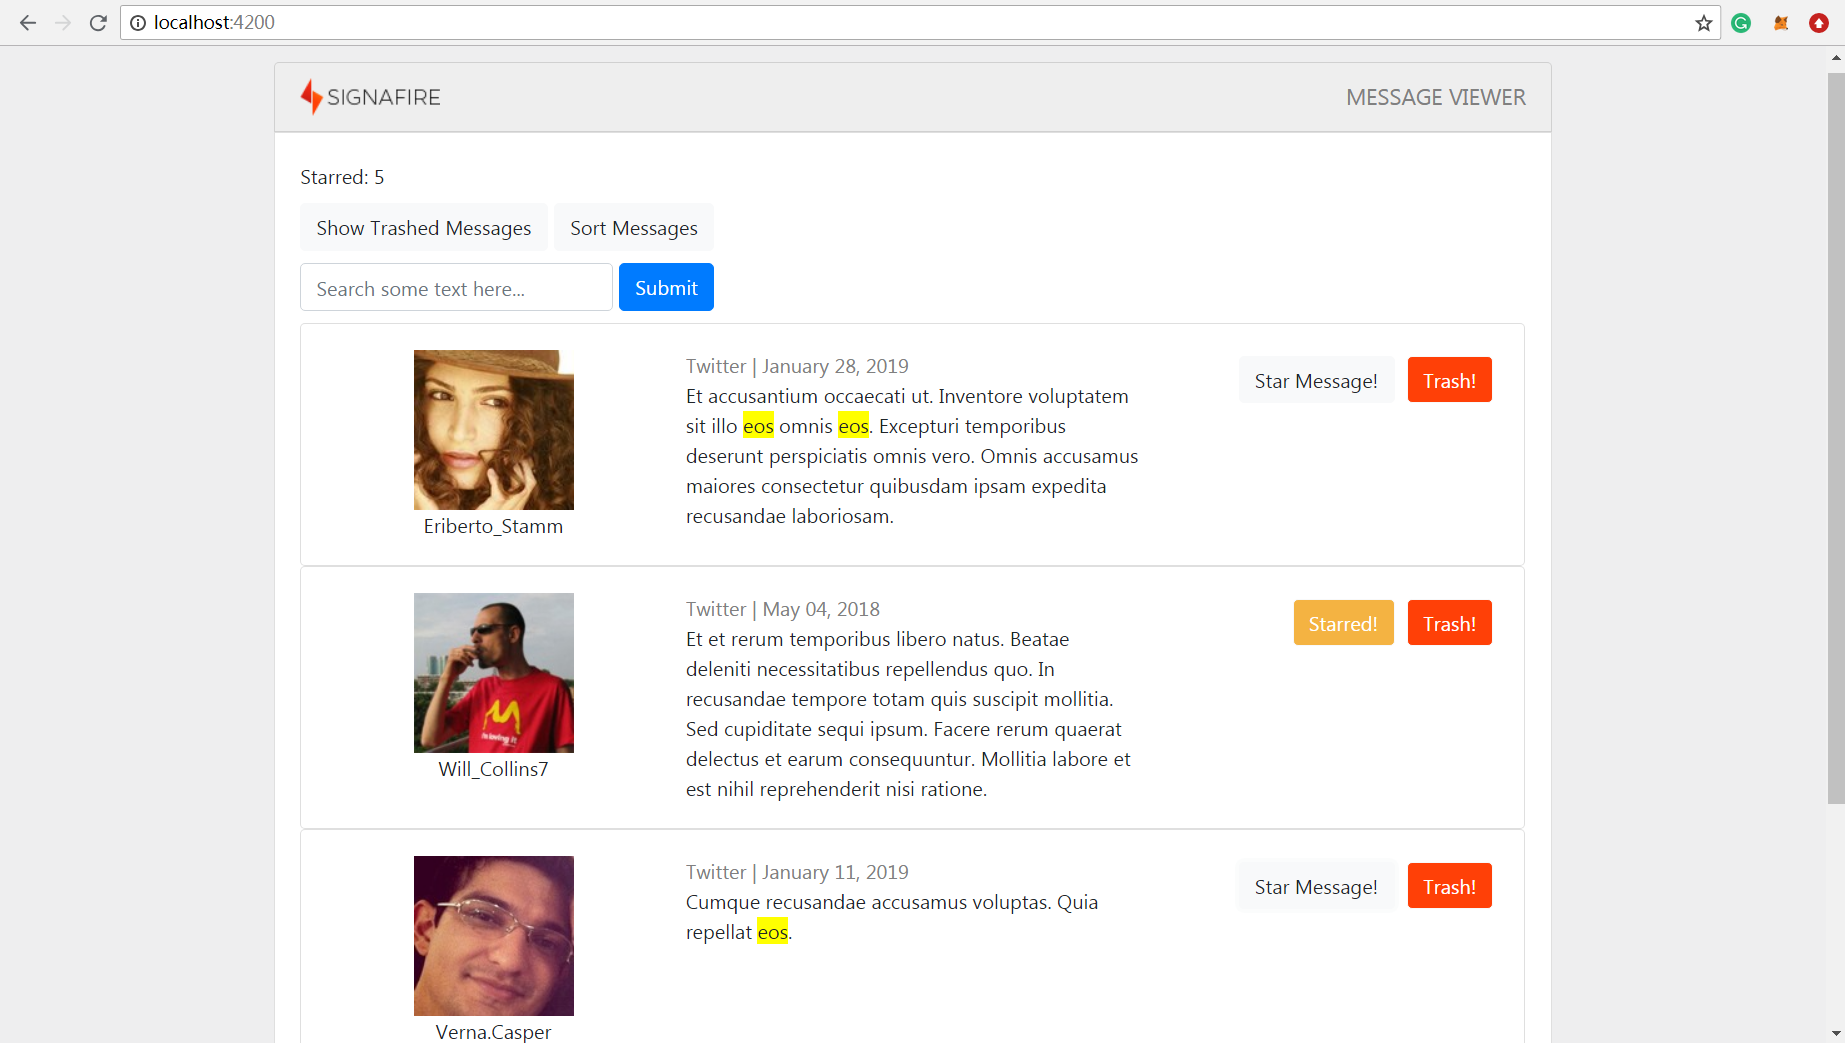 localhost:4200
SIGNAFIRE
MESSAGE VIEWER
Starred: 5
Show Trashed Messages
Sort Messages
Search some text here...
Submit
Twitter | January 28, 2019
Et accusantium occaecati ut. Inventore voluptatem
sit illo eos omnis eos. Excepturi temporibus
deserunt perspiciatis omnis vero. Omnis accusamus
maiores consectetur quibusdam ipsam expedita
recusandae laboriosam.
Star Message!
Trash!
Eriberto_Stamm
Twitter | May 04, 2018
Et et rerum temporibus libero natus. Beatae
deleniti necessitatibus repellendus quo. In
recusandae tempore totam quis suscipit mollitia.
Sed cupiditate sequi ipsum. Facere rerum quaerat
delectus et earum consequuntur. Mollitia labore et
est nihil reprehenderit nisi ratione.
Starred!
Trash!
i'm loving it
Will_Collins7
Twitter | January 11, 2019
Cumque recusandae accusamus voluptas. Quia
repellat eos.
Star Message!
Trash!
Verna.Casper